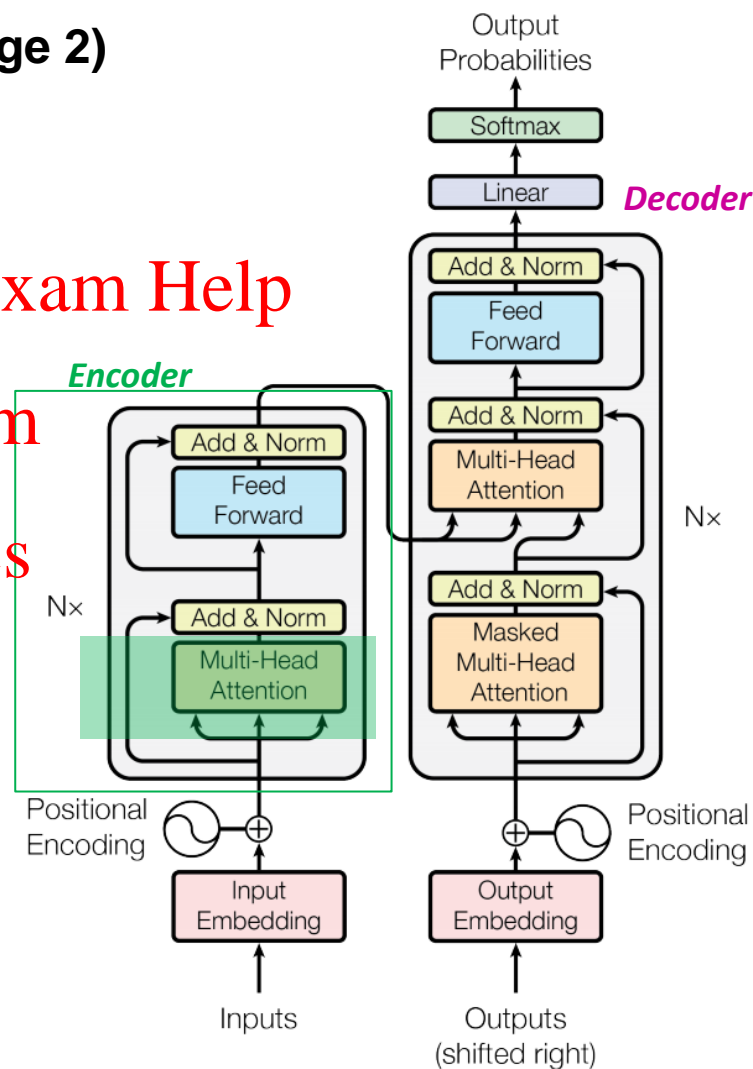 ge 2)
xam Help
m
s
Output
Probabilities
Softmax
Linear
Decoder
Add & Norm
Feed
Forward
Add & Norm
Multi-Head
Attention
Nx
Add & Norm
Masked
Multi-Head
Attention
Encoder
Add & Norm
Feed
Forward
Nx
Add & Norm
Multi-Head
Attention
Positional
Encoding
Positional
Encoding
Input
Embedding
Output
Embedding
Inputs
Outputs
(shifted right)